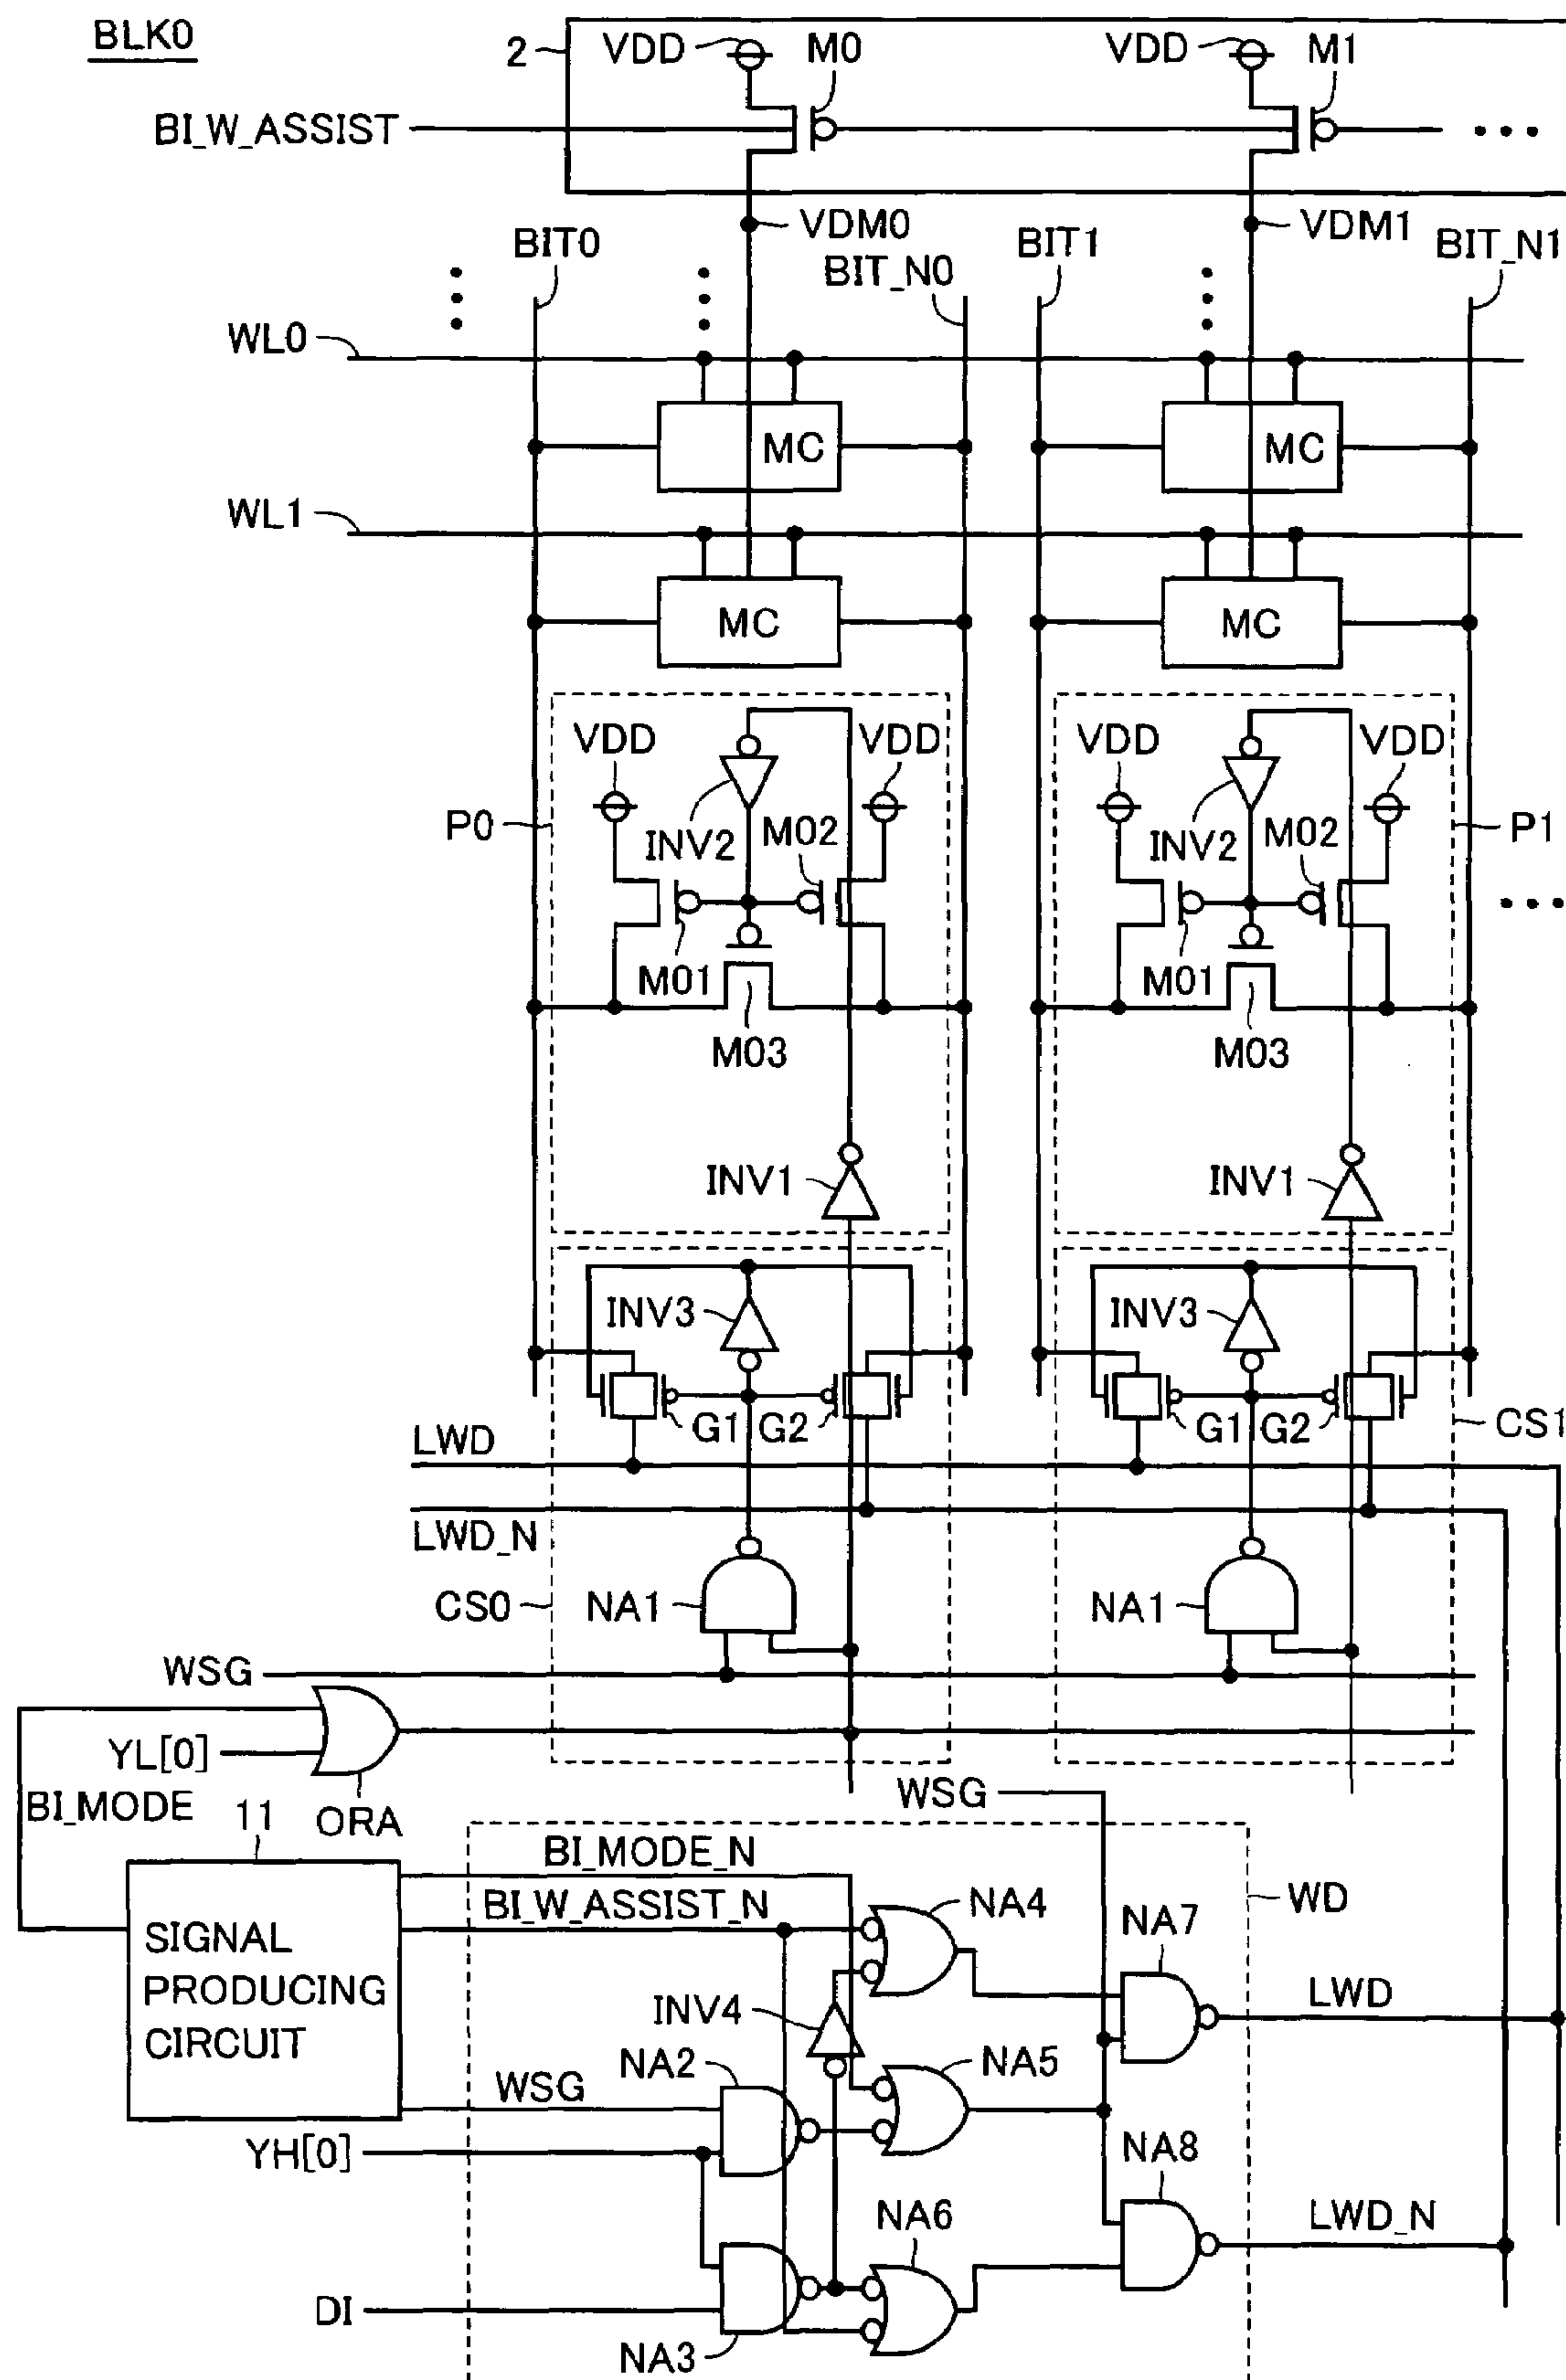 BLK0
2
VDD
M0
VDD
M1
BI_W_ASSIST
VDM0
VDM1
BIT0
BIT_N0
BIT1
BIT_N1
WL0
MC
MC
WL1
MC
MC
VDD
VDD
VDD
VDD
P0
INV2
M02
INV2
M02
P1
M01
M01
M03
M03
INV1
INV1
INV3
INV3
G1
G2
G1
G2
CS1
LWD
LWD_N
CS0
NA1
NA1
WSG
YL[0]
BI_MODE
11
ORA
WSG
BI_MODE_N
BI_W_ASSIST_N
NA4
WD
NA7
SIGNAL
PRODUCING
CIRCUIT
INV4
LWD
NA2
NA5
WSG
YH[0]
NA8
NA6
LWD_N
DI
NA3